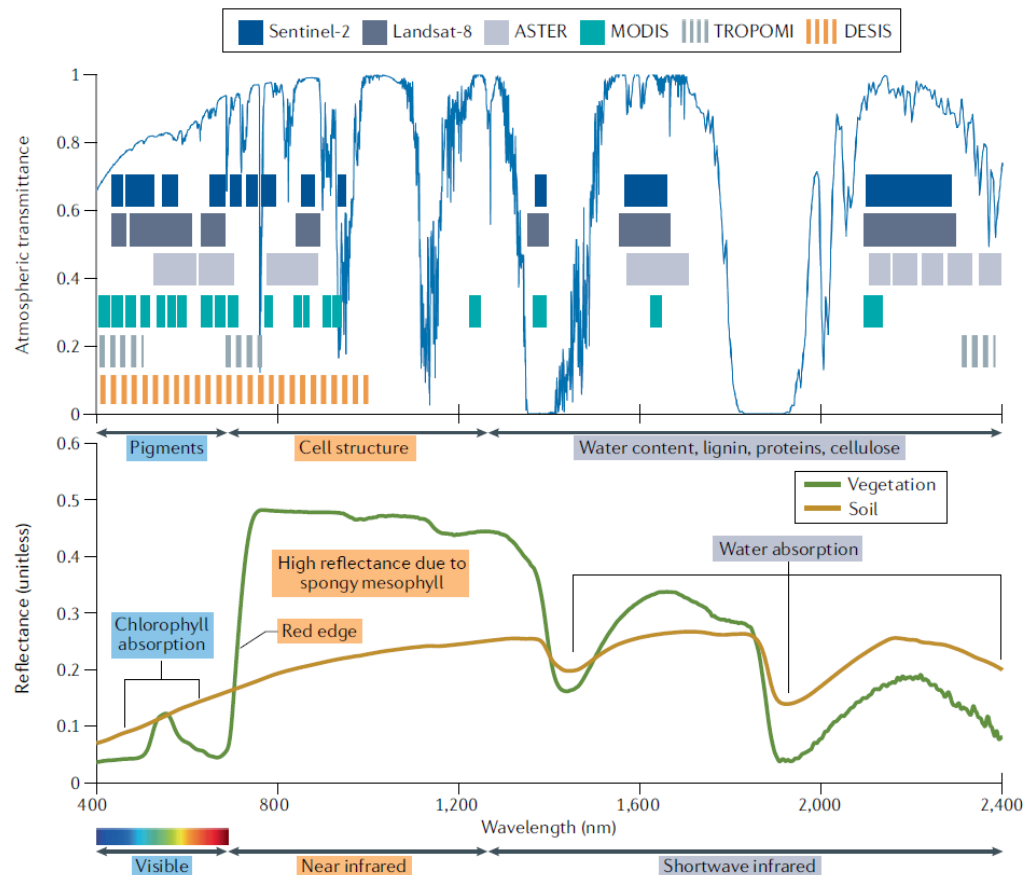 Sentinel-2 Landsat-8 ASTER MODIS TROPOMI DESIS
Atmospheric transmittance
1
0.8
0.6
0.4
0.2
0
Pigments Cell structure Water content, lignin, proteins, cellulose
Reflectance (unitless)
0.6
0.5
0.4
0.3
0.2
0.1
0
Vegetation
Soil
Water absorption
High reflectance due to
spongy mesophyll
Chlorophyll
absorption
Red edge
400 800 1,200 1,600 2,000 2,400
Wavelength (nm)
Visible Near infrared Shortwave infrared